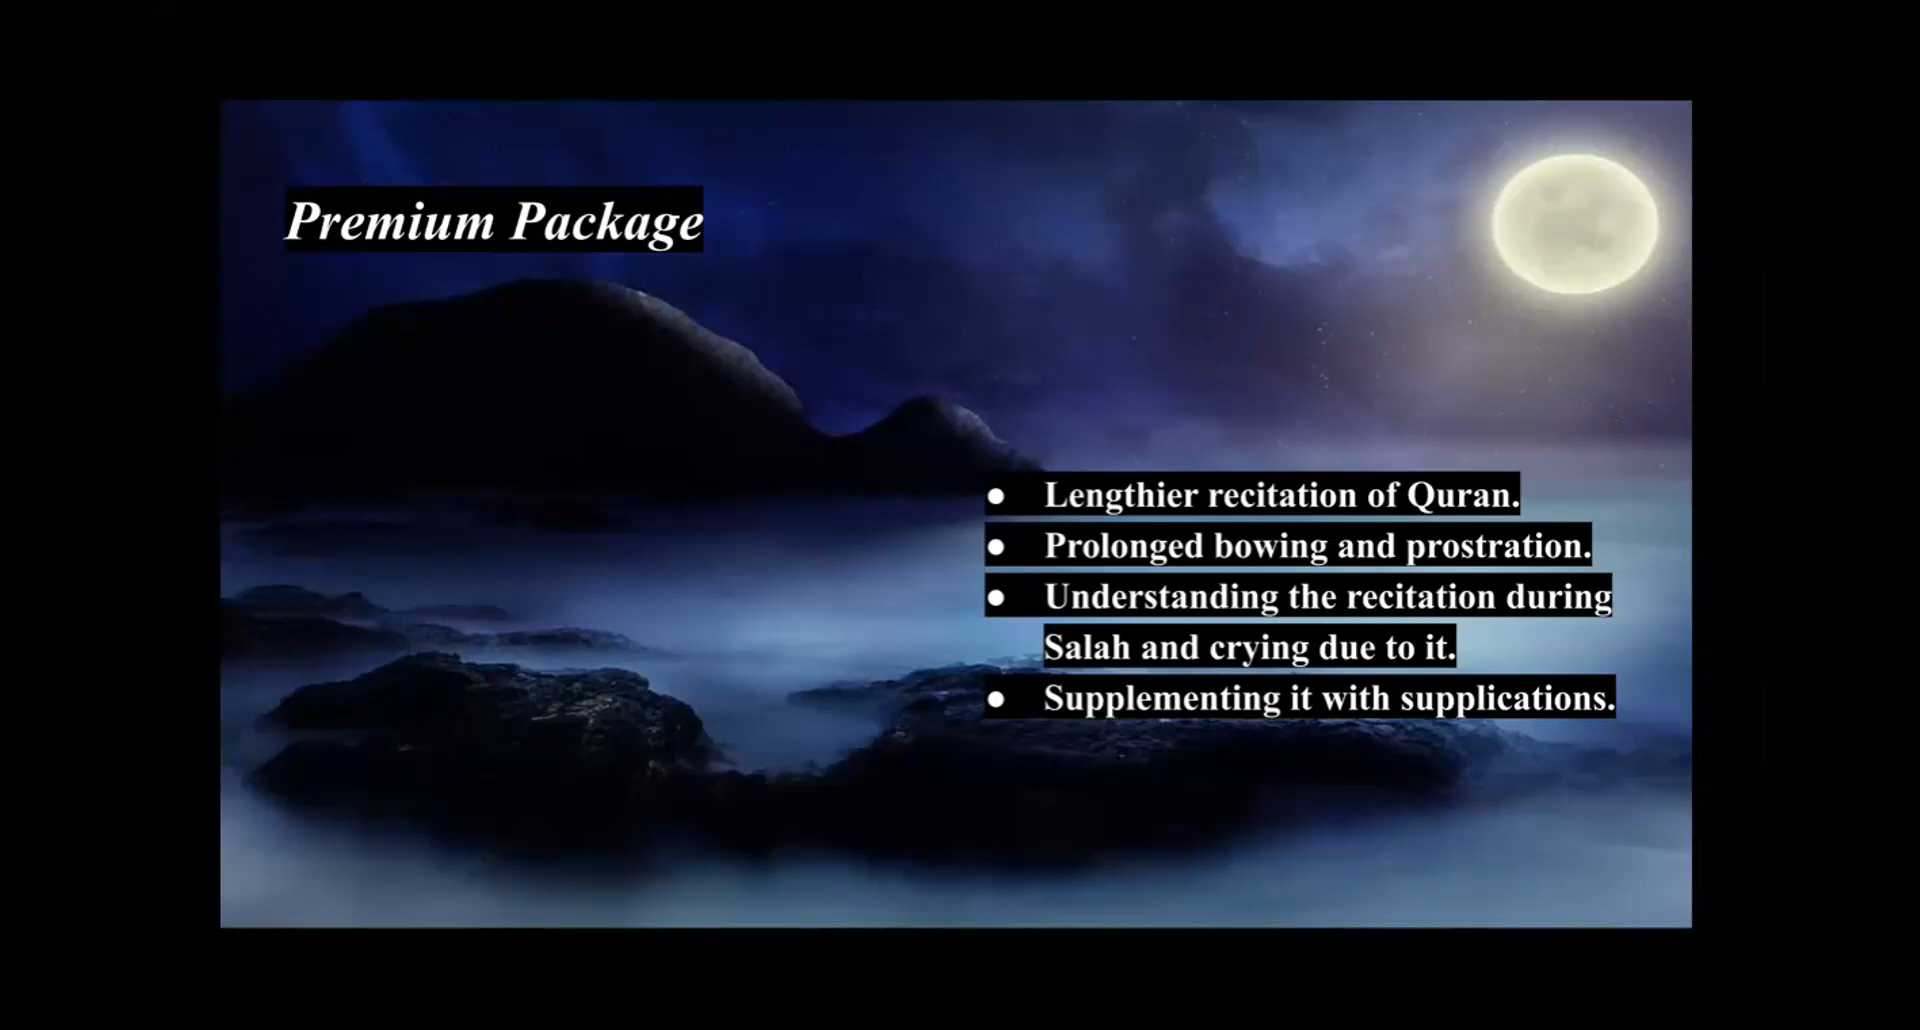 Premium Package
● Lengthier recitation of Quran.
● Prolonged bowing and prostration.
● Understanding the recitation during
Salah and crying due to it.
● Supplementing it with supplications.